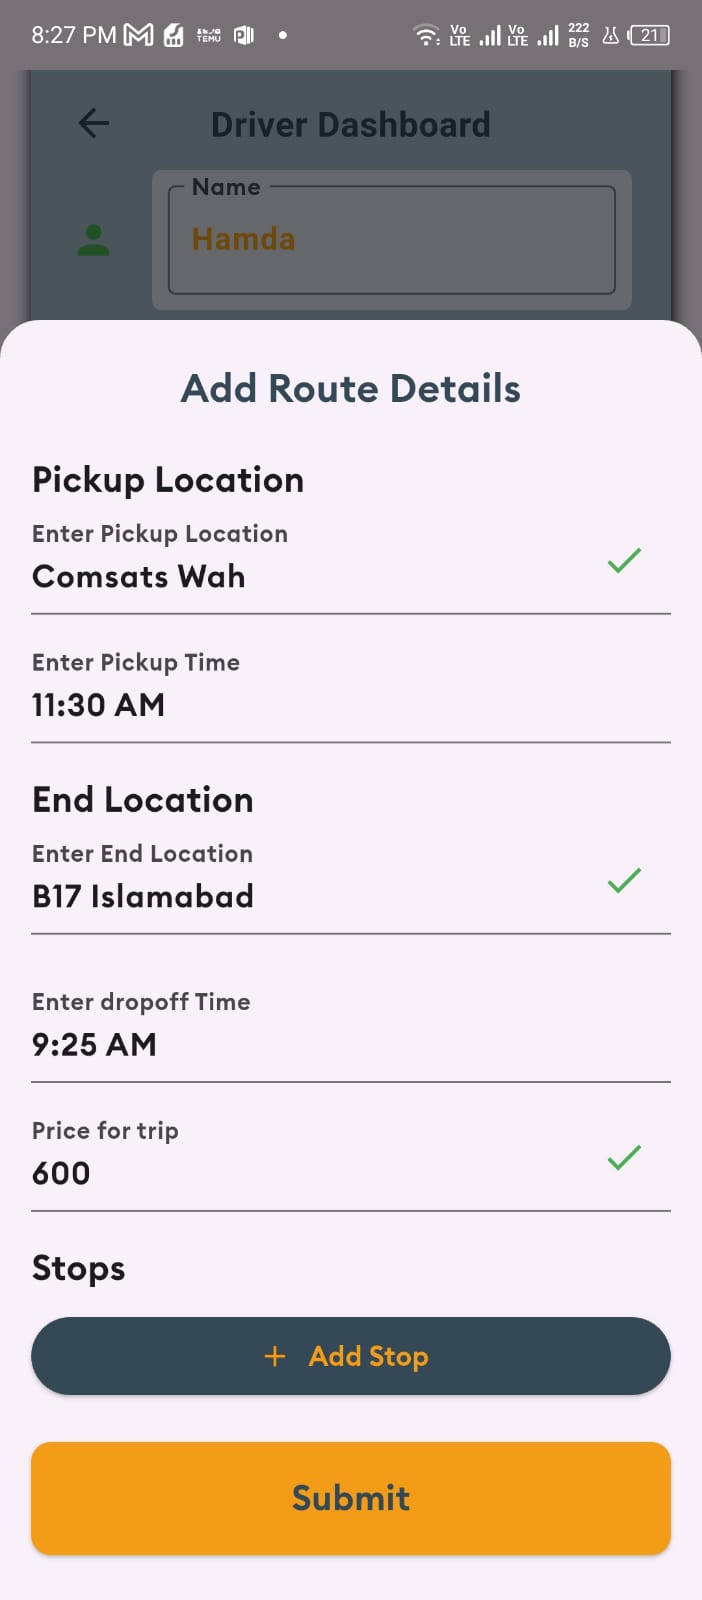 8:27 PM
TEMU
Vo LTE
Vo LTE
222 B/S
21
Driver Dashboard
Name
Hamda
Add Route Details
Pickup Location
Enter Pickup Location
Comsats Wah
Enter Pickup Time
11:30 AM
End Location
Enter End Location
B17 Islamabad
Enter dropoff Time
9:25 AM
Price for trip
600
Stops
+ Add Stop
Submit